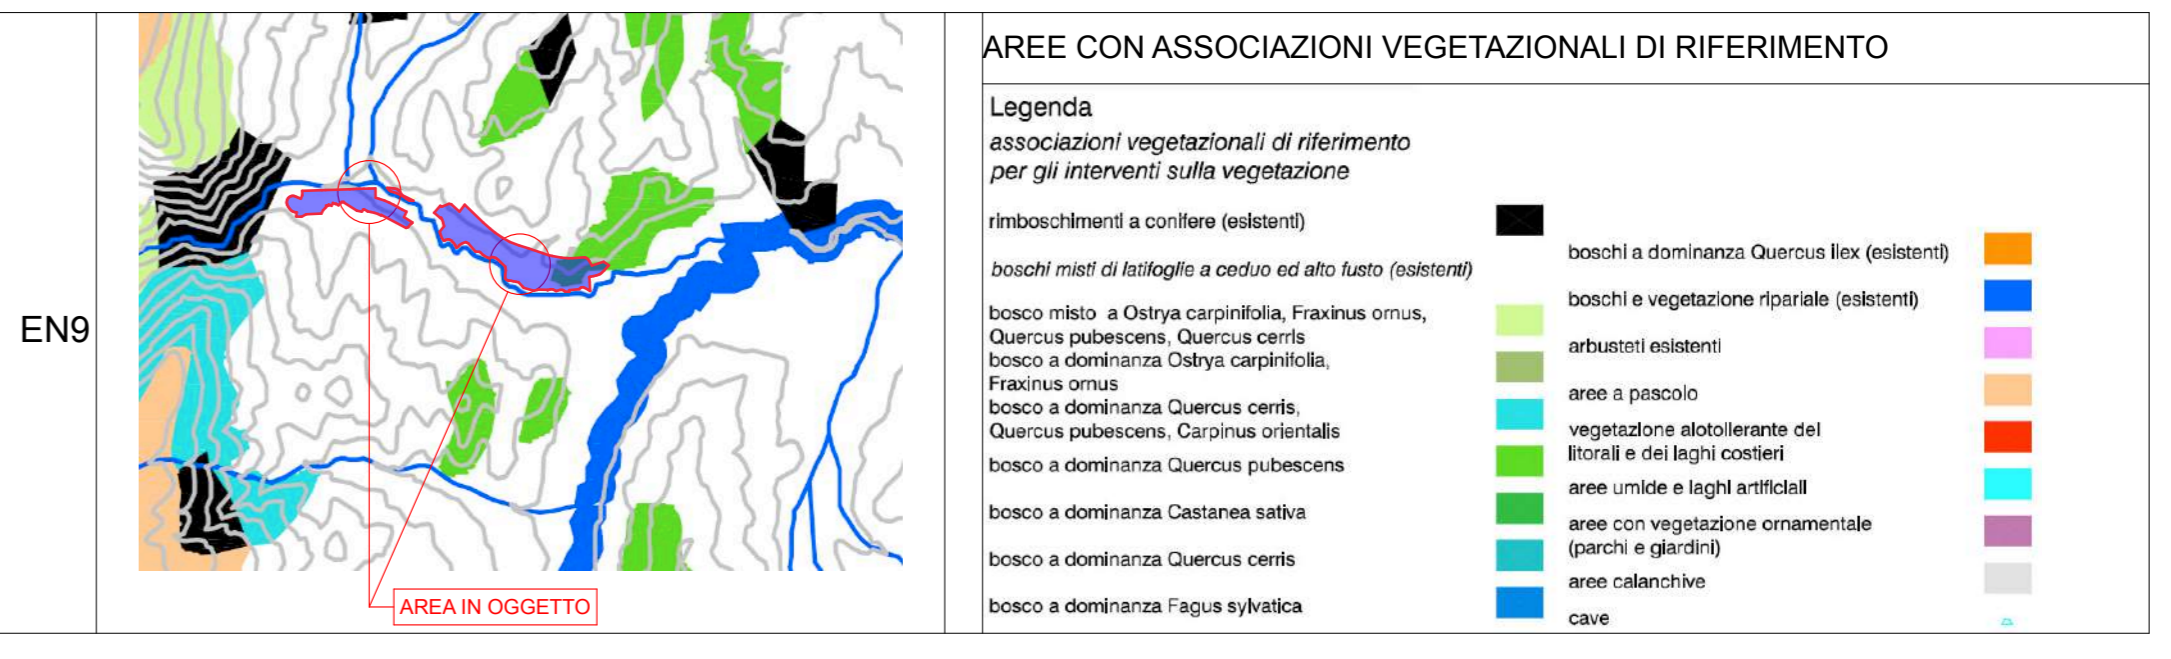 EN9
AREA IN OGGETTO
AREE CON ASSOCIAZIONI VEGETAZIONALI DI RIFERIMENTO
Legenda
associazioni vegetazionali di riferimento
per gli interventi sulla vegetazione
rimboschimenti a conifere (esistenti)
boschi misti di latifoglie a ceduo ed alto fusto (esistenti)
bosco misto a Ostrya carpinifolia, Fraxinus ornus,
Quercus pubescens, Quercus cerris
bosco a dominanza Ostrya carpinifolia,
Fraxinus ornus
bosco a dominanza Quercus cerris,
Quercus pubescens, Carpinus orientalis
bosco a dominanza Quercus pubescens
bosco a dominanza Castanea sativa
bosco a dominanza Quercus cerris
bosco a dominanza Fagus sylvatica
boschi a dominanza Quercus ilex (esistenti)
boschi e vegetazione ripariale (esistenti)
arbusteti esistenti
aree a pascolo
vegetazione alotollerante dei
litorali e dei laghi costieri
aree umide e laghi artificiali
aree con vegetazione ornamentale
(parchi e giardini)
aree calanchive
cave